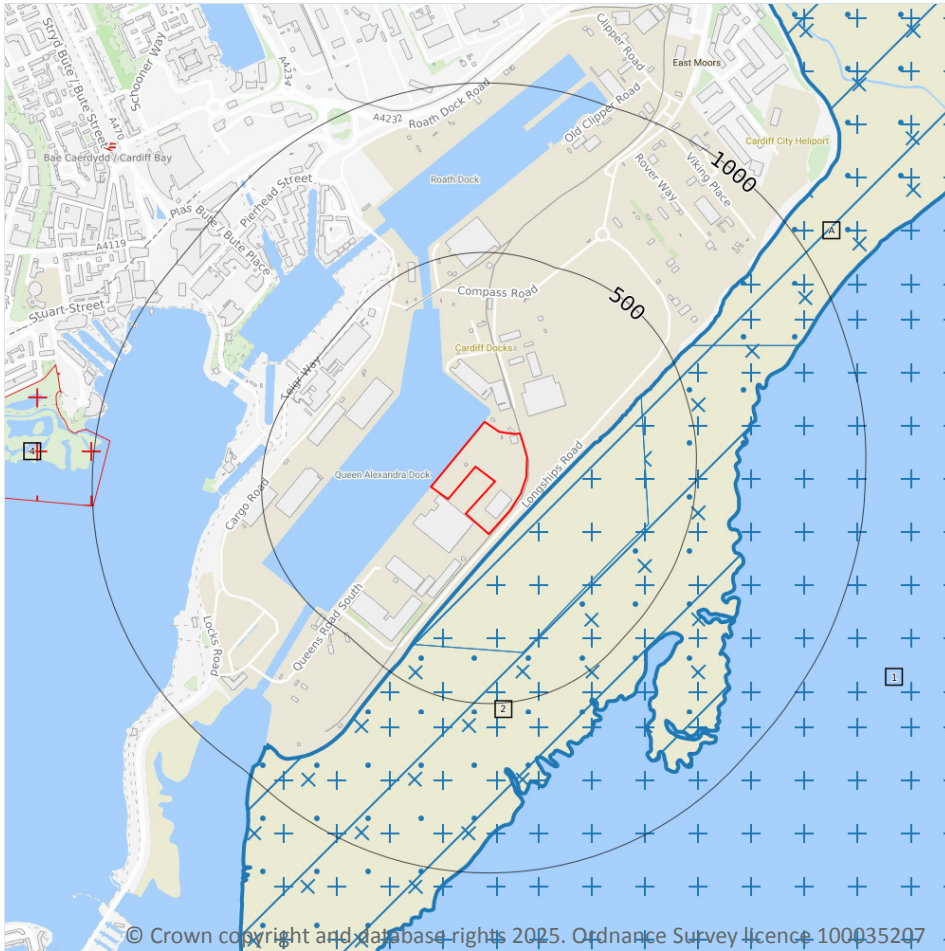 Stryd Bute / Bute Street
Schooner Way
A4234
A470
Clipper Road
East Moors
A4232
Roath Dock Road
Old Clipper Road
Cardiff City Heliport
Bae Caerdydd / Cardiff Bay
Pierhead Street
Roath Dock
Rover Way
Viking Place
1000
Plas Bute / Bute Place
A4119
A
Stuart Street
Compass Road
500
Cardiff Docks
Teigr Way
4
Queen Alexandra Dock
Longships Road
Cargo Road
Queens Road South
Locks Road
1
2
© Crown copyright and database rights 2025. Ordnance Survey licence 100035207